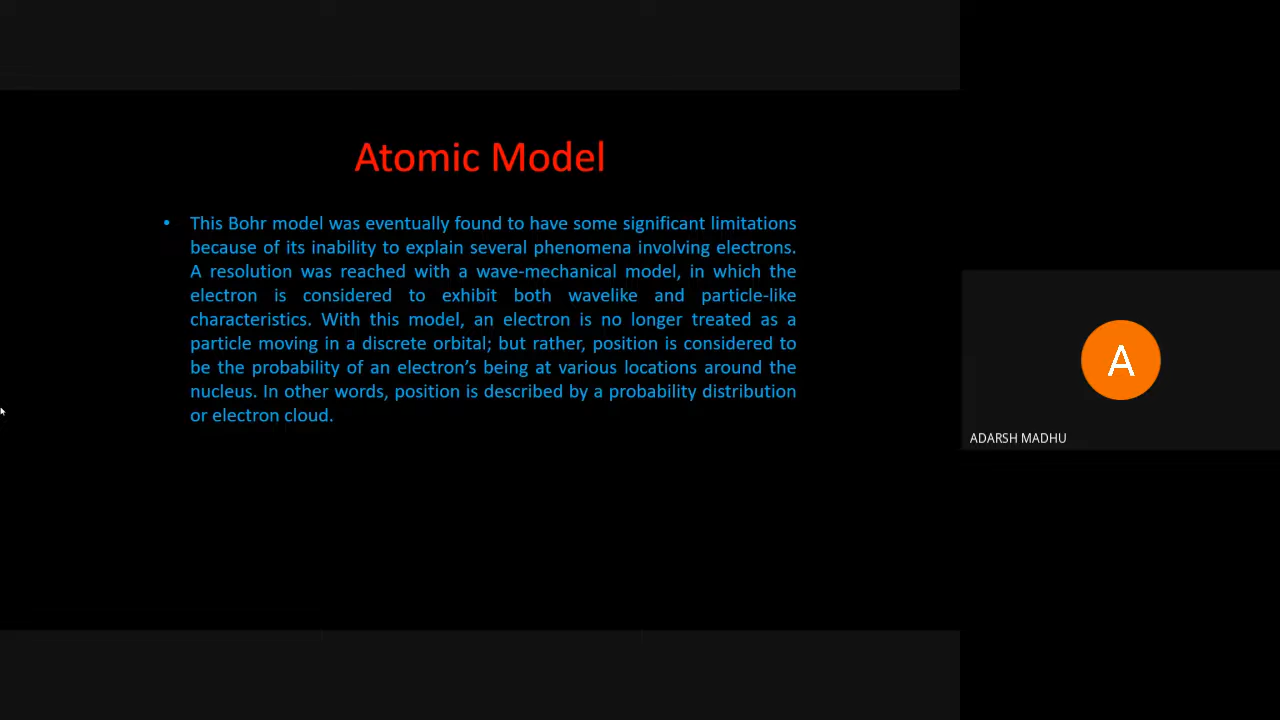 Atomic Model
• This Bohr model was eventually found to have some significant limitations
because of its inability to explain several phenomena involving electrons.
A resolution was reached with a wave-mechanical model, in which the
electron is considered to exhibit both wavelike and particle-like
characteristics. With this model, an electron is no longer treated as a
particle moving in a discrete orbital; but rather, position is considered to
be the probability of an electron’s being at various locations around the
nucleus. In other words, position is described by a probability distribution
or electron cloud.
A
ADARSH MADHU